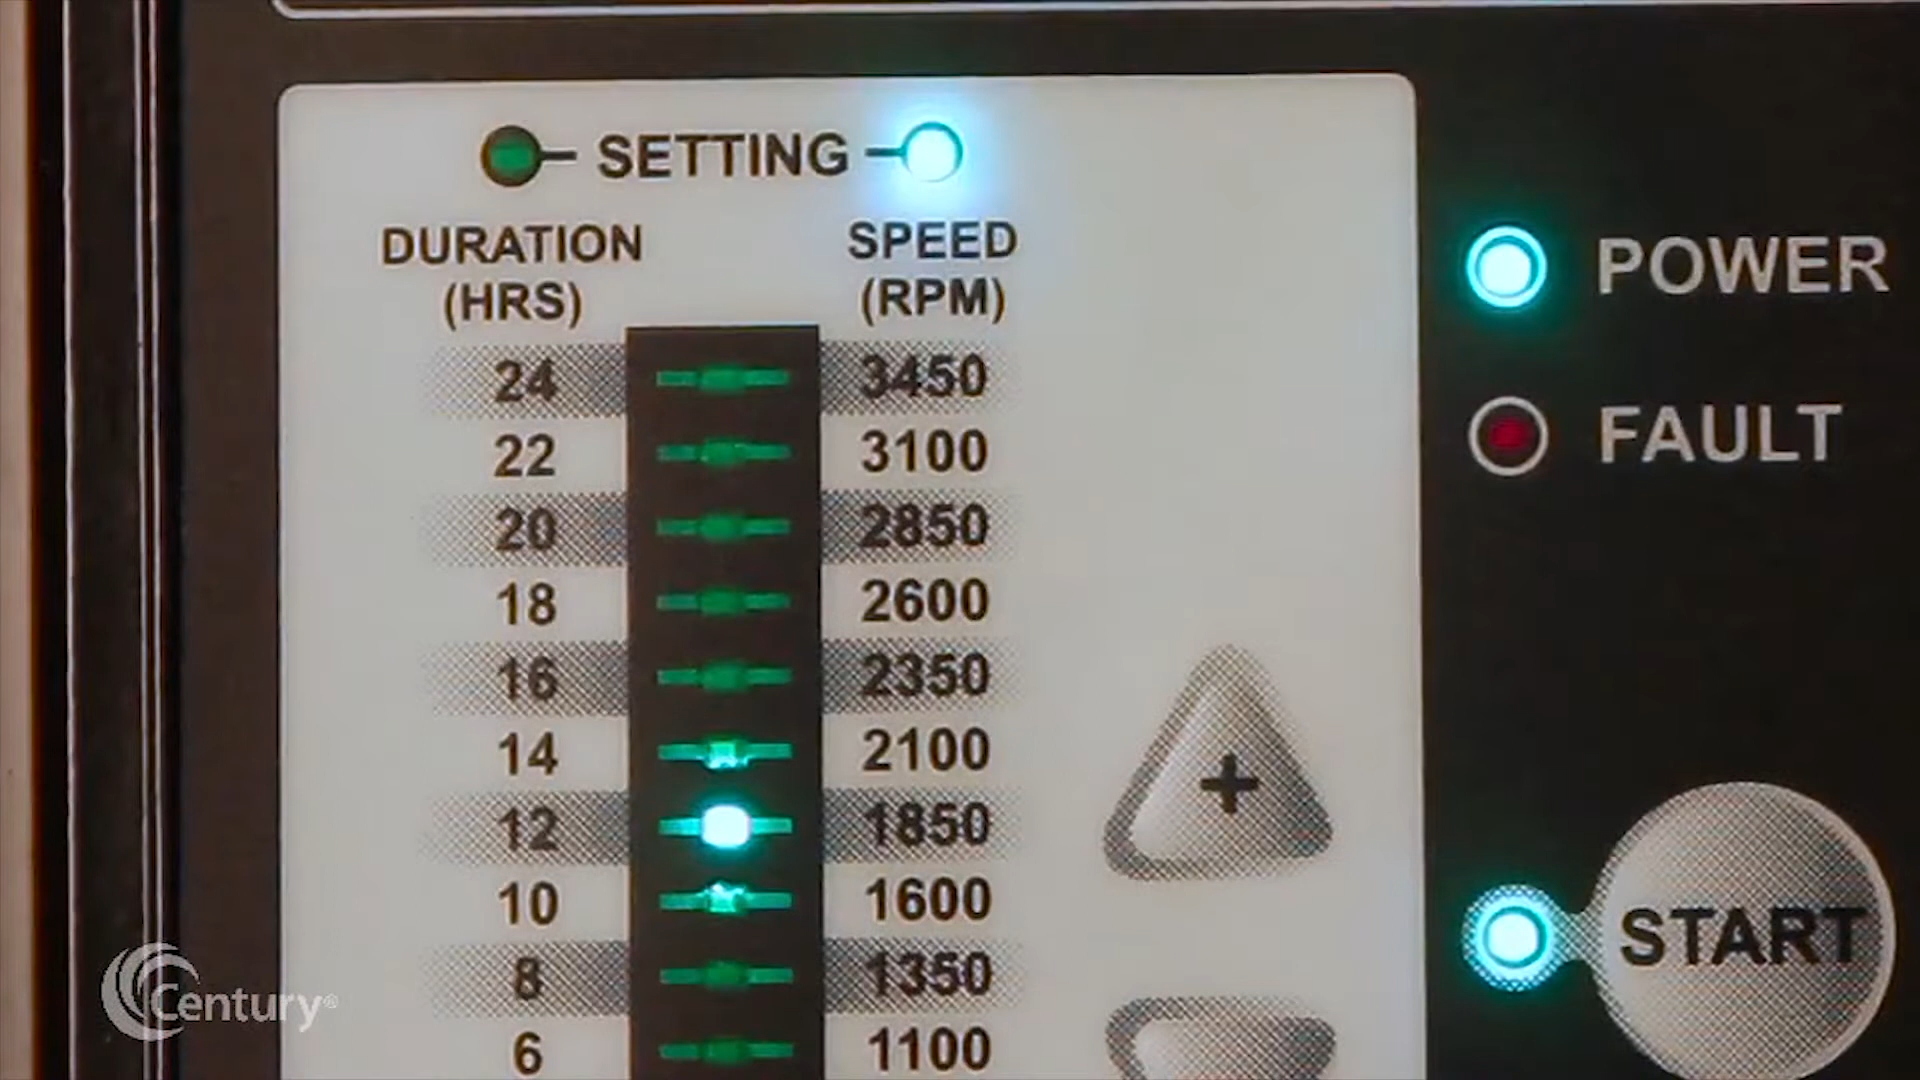 SETTING
DURATION (HRS)
SPEED (RPM)
24 3450
22 3100
20 2850
18 2600
16 2350
14 2100
12 1850
10 1600
8 1350
6 1100
+
POWER
FAULT
START
Century®